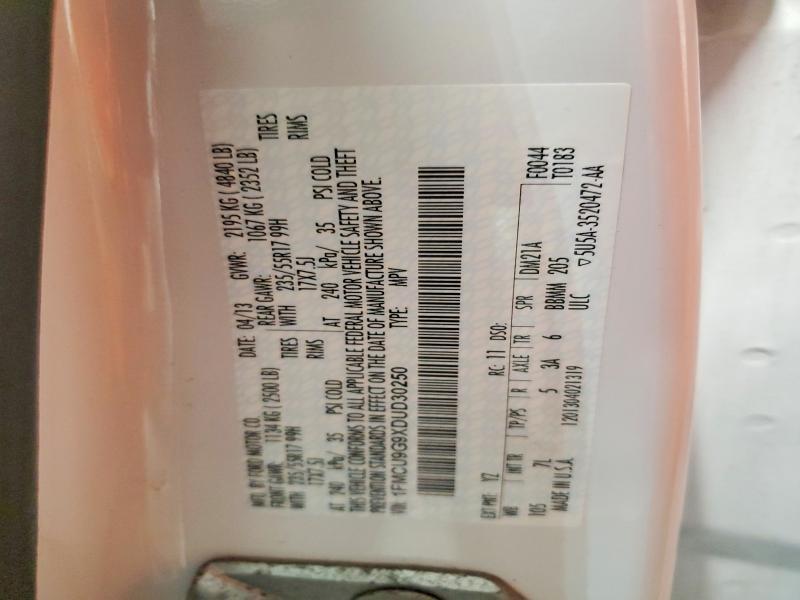 MFD. BY FORD MOTOR CO. DATE: 04/13 GVWR: 2195 KG ( 4840 LB)
FRONT GAWR: 1134 KG ( 2500 LB) REAR GAWR: 1067 KG ( 2352 LB)
WITH 235/55R17 99H TIRES WITH 235/55R17 99H TIRES
17X7.5J RIMS 17X7.5J RIMS
AT 240 kPa/ 35 PSI COLD AT 240 kPa/ 35 PSI COLD
THIS VEHICLE CONFORMS TO ALL APPLICABLE FEDERAL MOTOR VEHICLE SAFETY AND THEFT
PREVENTION STANDARDS IN EFFECT ON THE DATE OF MANUFACTURE SHOWN ABOVE.
VIN: 1FMCU9G9XDUD30250 TYPE: MPV
EXT PNT: YZ RC: 11 DSO: F0044
WB INT TR TP/PS R AXLE TR SPR DM21A T0183
105 7L 5 3A 6 BBMM 205
MADE IN U.S.A. 1201304021319 ULC
▽5U5A-3520472-AA